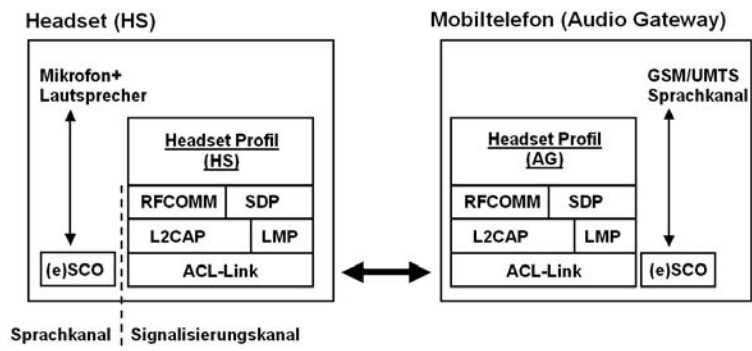 Headset (HS)
Mikrofon+
Lautsprecher
Headset Profil
(HS)
RFCOMM
SDP
L2CAP
LMP
(e)SCO
ACL-Link
Sprachkanal
Signalisierungskanal
Mobiltelefon (Audio Gateway)
GSM/UMTS
Sprachkanal
Headset Profil
(AG)
RFCOMM
SDP
L2CAP
LMP
ACL-Link
(e)SCO